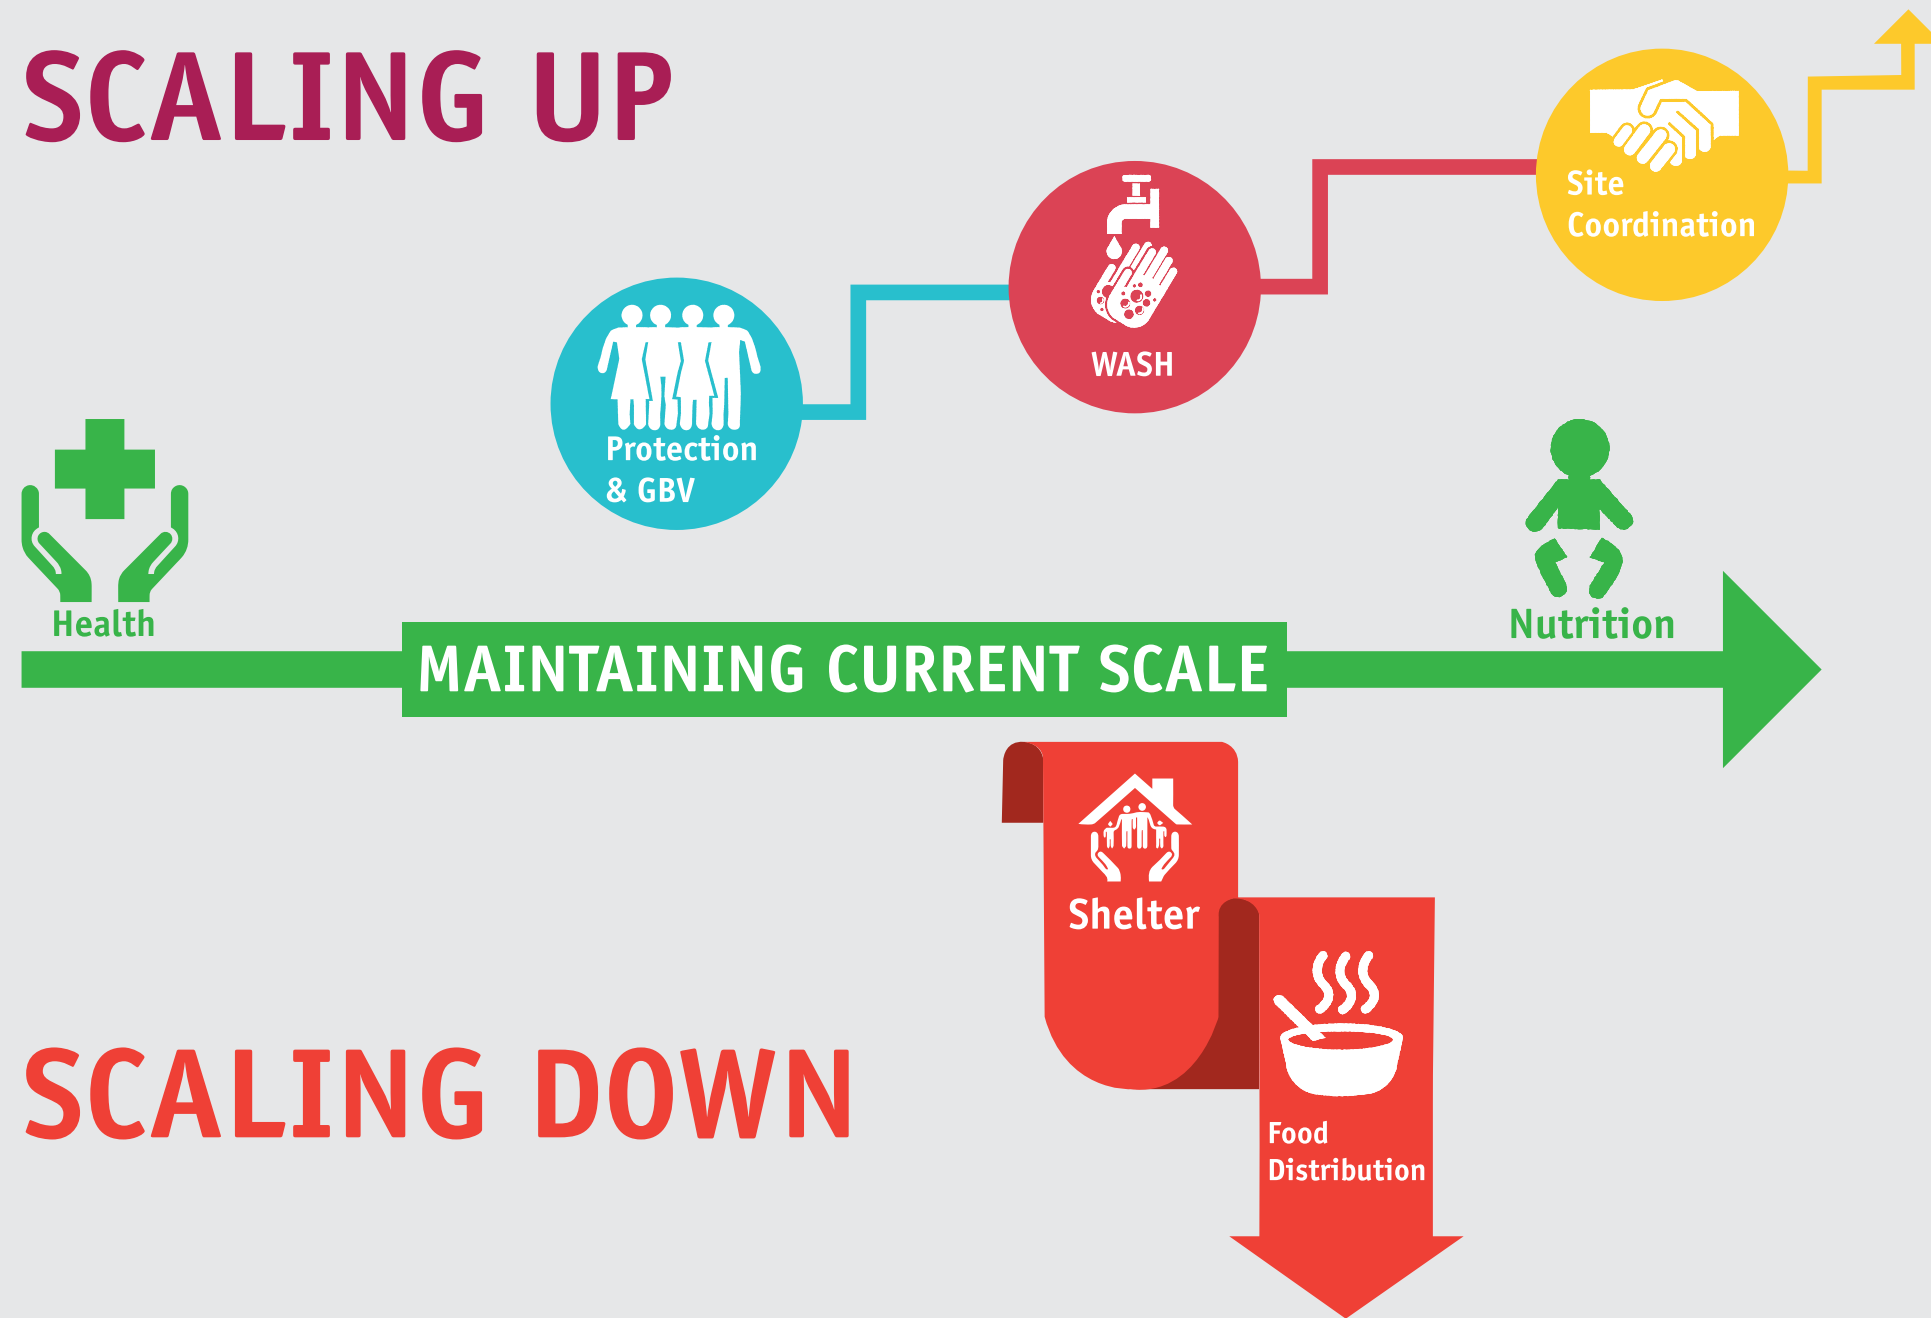 SCALING UP
Site
Coordination
WASH
Protection
& GBV
Health
Nutrition
MAINTAINING CURRENT SCALE
Shelter
Food
Distribution
SCALING DOWN